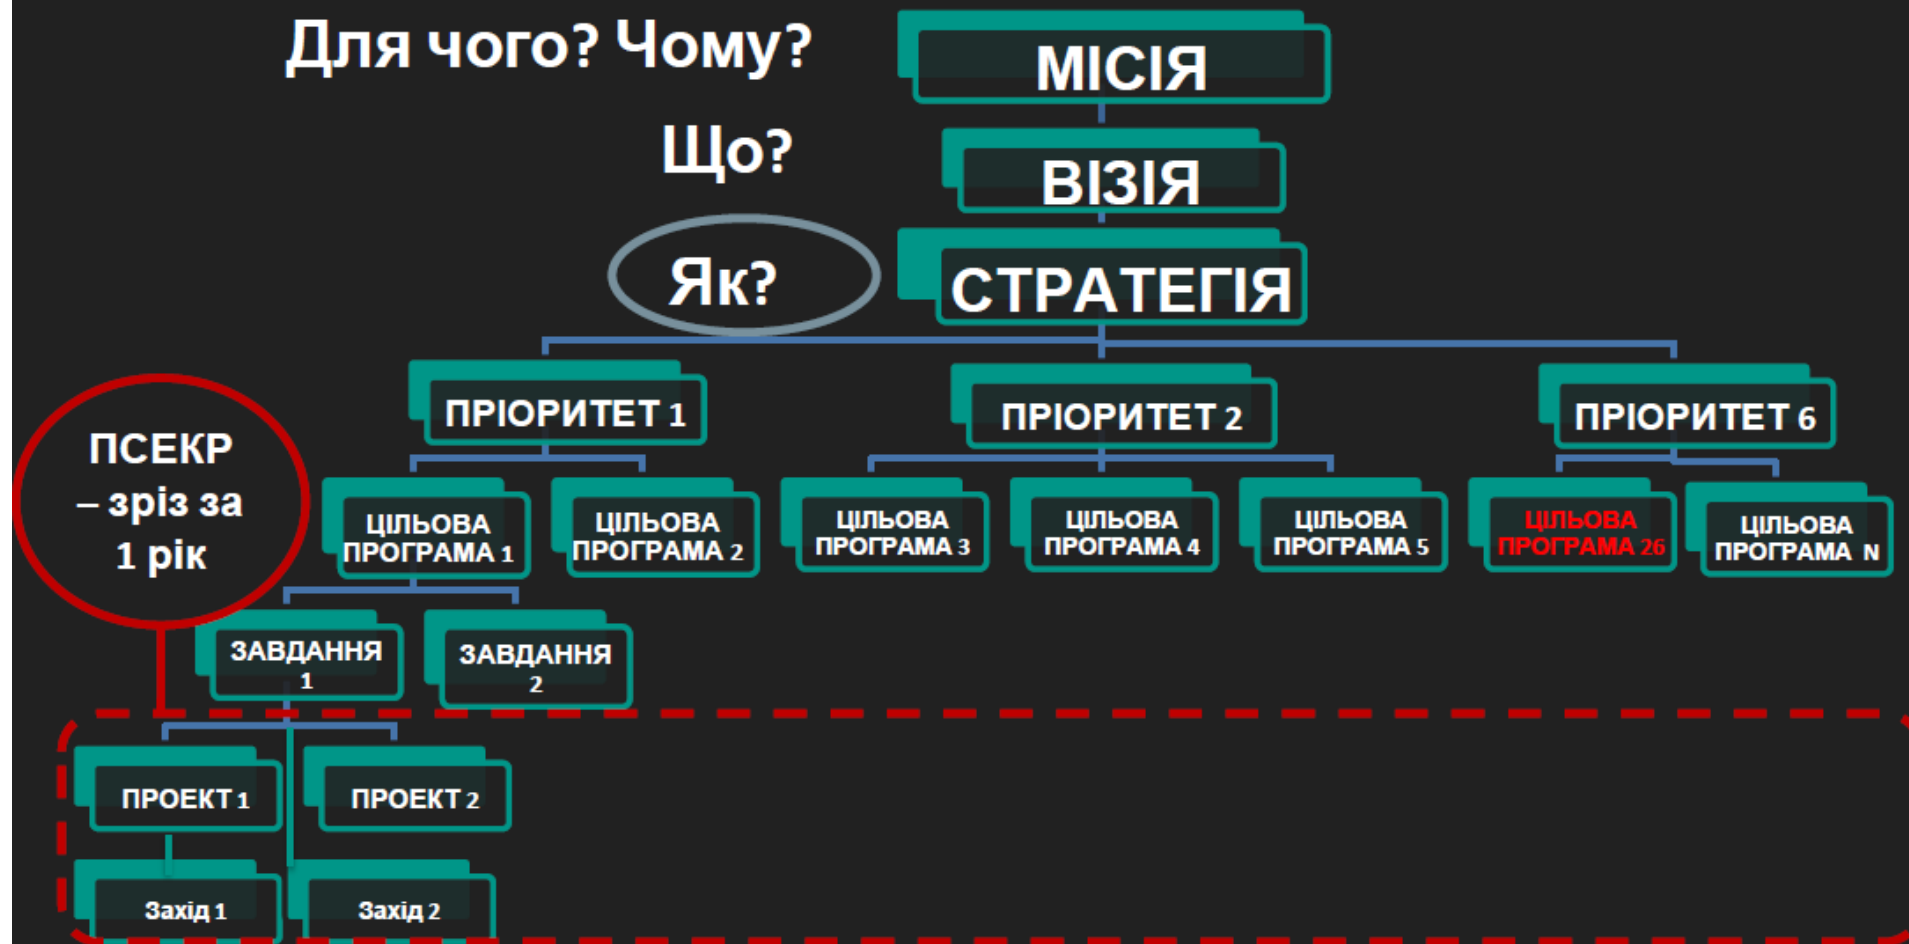 Для чого? Чому?
МІСІЯ
Що?
ВІЗІЯ
Як?
СТРАТЕГІЯ
ПРІОРИТЕТ 1
ПРІОРИТЕТ 2
ПРІОРИТЕТ 6
ПСЕКР
– зріз за
1 рік
ЦІЛЬОВА
ПРОГРАМА 1
ЦІЛЬОВА
ПРОГРАМА 2
ЦІЛЬОВА
ПРОГРАМА 3
ЦІЛЬОВА
ПРОГРАМА 4
ЦІЛЬОВА
ПРОГРАМА 5
ЦІЛЬОВА
ПРОГРАМА 26
ЦІЛЬОВА
ПРОГРАМА N
ЗАВДАННЯ
1
ЗАВДАННЯ
2
ПРОЕКТ 1
ПРОЕКТ 2
Захід 1
Захід 2